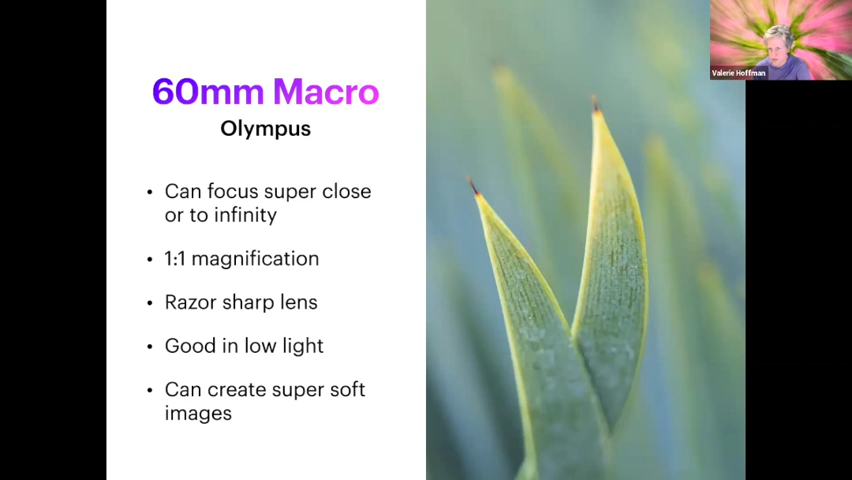 60mm Macro
Olympus
• Can focus super close
or to infinity
• 1:1 magnification
• Razor sharp lens
• Good in low light
• Can create super soft
images
Valerie Hoffman